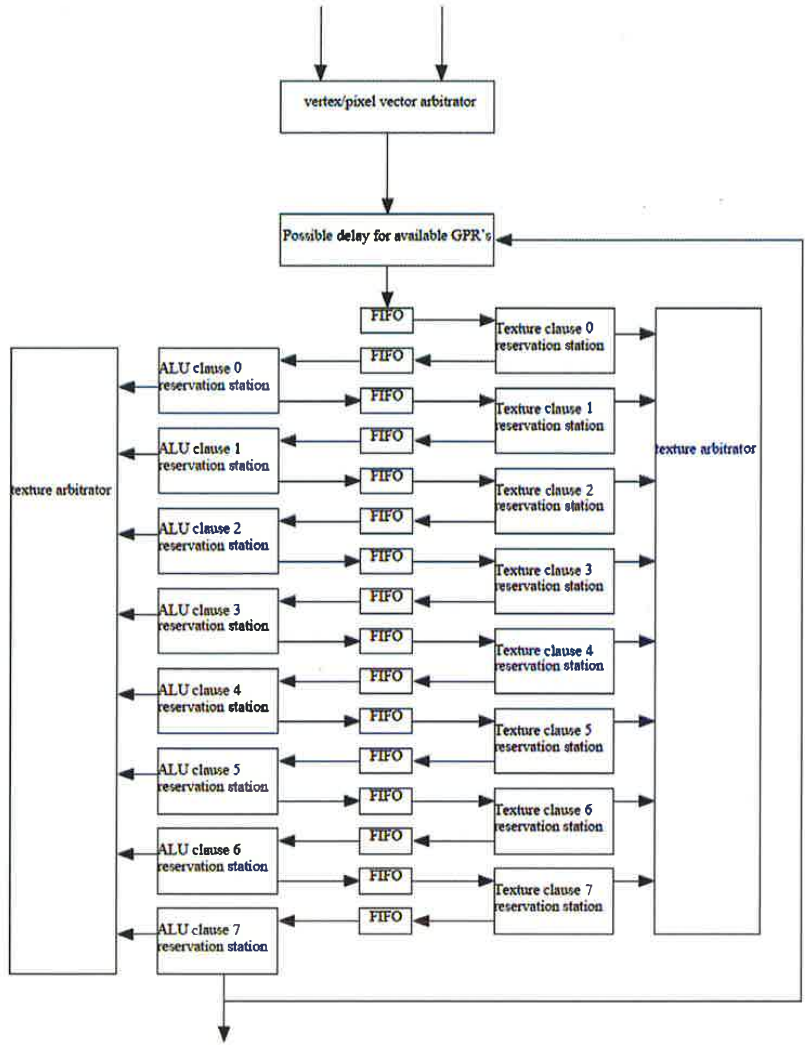 vertex/pixel vector arbitrator
Possible delay for available GPR's
FIFO
Texture clause 0
reservation station
FIFO
ALU clause 0
reservation station
FIFO
Texture clause 1
reservation station
FIFO
ALU clause 1
reservation station
texture arbitrator
texture arbitrator
FIFO
Texture clause 2
reservation station
FIFO
ALU clause 2
reservation station
FIFO
Texture clause 3
reservation station
FIFO
ALU clause 3
reservation station
FIFO
Texture clause 4
reservation station
FIFO
ALU clause 4
reservation station
FIFO
Texture clause 5
reservation station
FIFO
ALU clause 5
reservation station
FIFO
Texture clause 6
reservation station
FIFO
ALU clause 6
reservation station
FIFO
Texture clause 7
reservation station
FIFO
ALU clause 7
reservation station